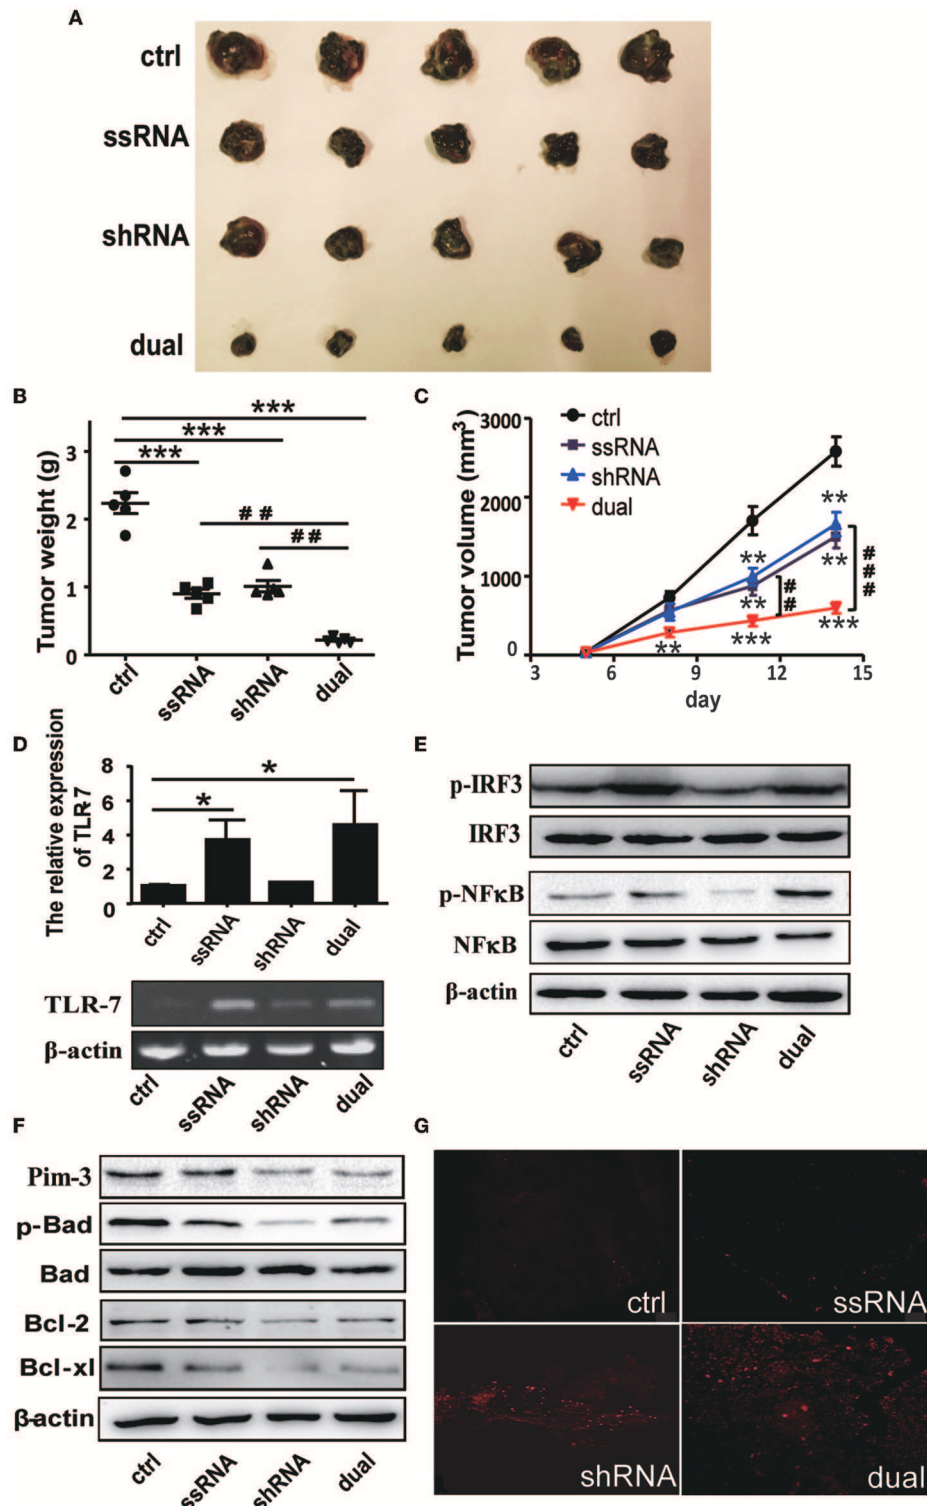 A
ctrl
ssRNA
shRNA
dual
B
Tumor weight (g)
3
2
1
0
***
***
***
##
##
ctrl
ssRNA
shRNA
dual
C
Tumor volume (mm³)
3000
2000
1000
0
ctrl
ssRNA
shRNA
dual
**
**
**
**
**
***
***
##
###
3 6 9 12 15
day
D
The relative expression
of TLR-7
8
6
4
2
0
*
*
ctrl
ssRNA
shRNA
dual
TLR-7
β-actin
ctrl
ssRNA
shRNA
dual
E
p-IRF3
IRF3
p-NFκB
NFκB
β-actin
ctrl
ssRNA
shRNA
dual
F
Pim-3
p-Bad
Bad
Bcl-2
Bcl-xl
β-actin
ctrl
ssRNA
shRNA
dual
G
ctrl
ssRNA
shRNA
dual